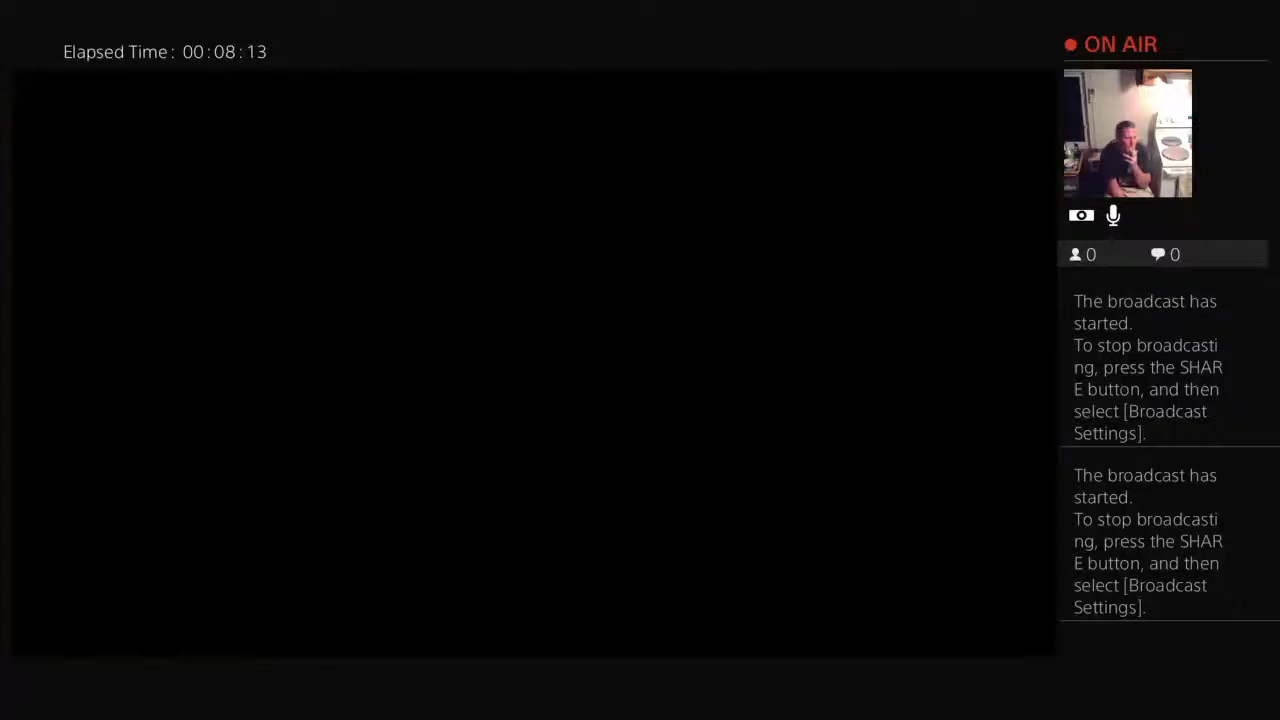 Elapsed Time: 00:08:13
ON AIR
0 0
The broadcast has
started.
To stop broadcasti
ng, press the SHAR
E button, and then
select [Broadcast
Settings].
The broadcast has
started.
To stop broadcasti
ng, press the SHAR
E button, and then
select [Broadcast
Settings].